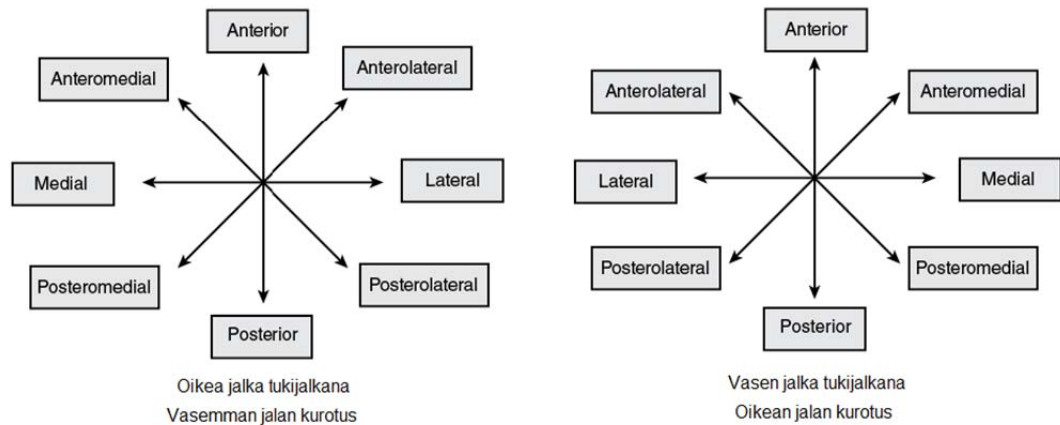 Anterior
Anteromedial
Anterolateral
Medial
Lateral
Posteromedial
Posterolateral
Posterior
Oikea jalka tukijalkana
Vasemman jalan kurotus
Anterior
Anterolateral
Anteromedial
Lateral
Medial
Posterolateral
Posteromedial
Posterior
Vasen jalka tukijalkana
Oikean jalan kurotus